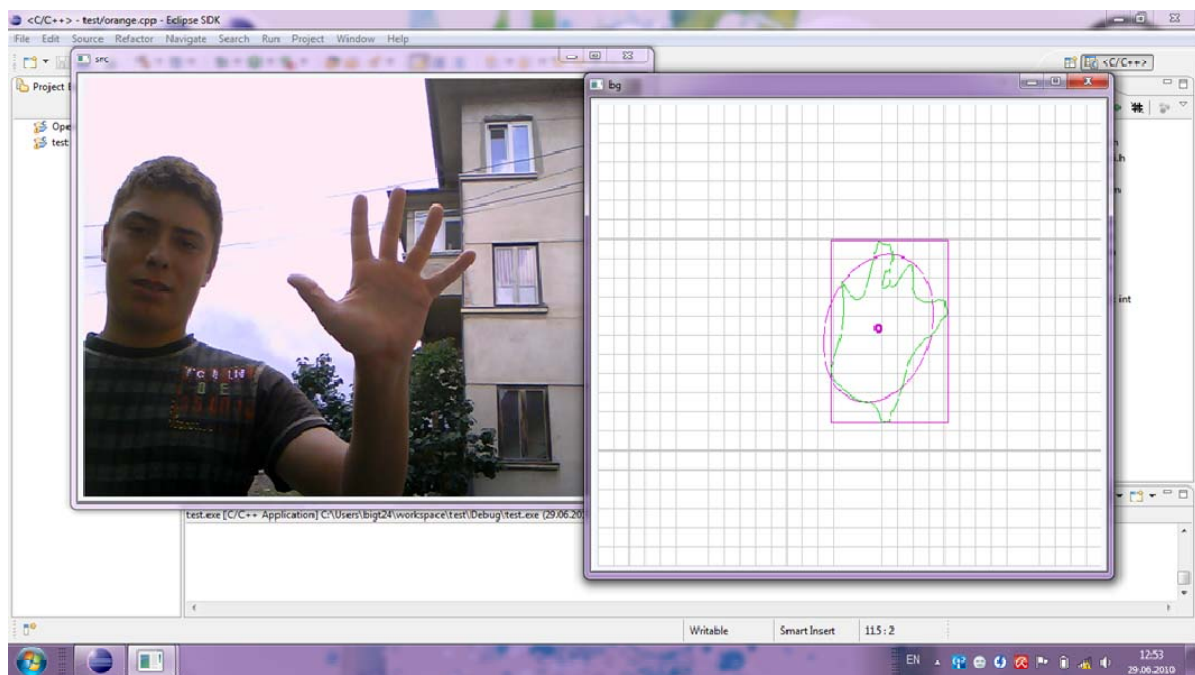 <C/C++> - test/orange.cpp - Eclipse SDK
File Edit Source Refactor Navigate Search Run Project Window Help
src
bg
<C/C++>
Project
Ope
test
.h
int
test.exe [C/C++ Application] C:\Users\bigt24\workspace\test\Debug\test.exe (29.06.20
Writable Smart Insert 115 : 2
EN 12:53
29.06.2010